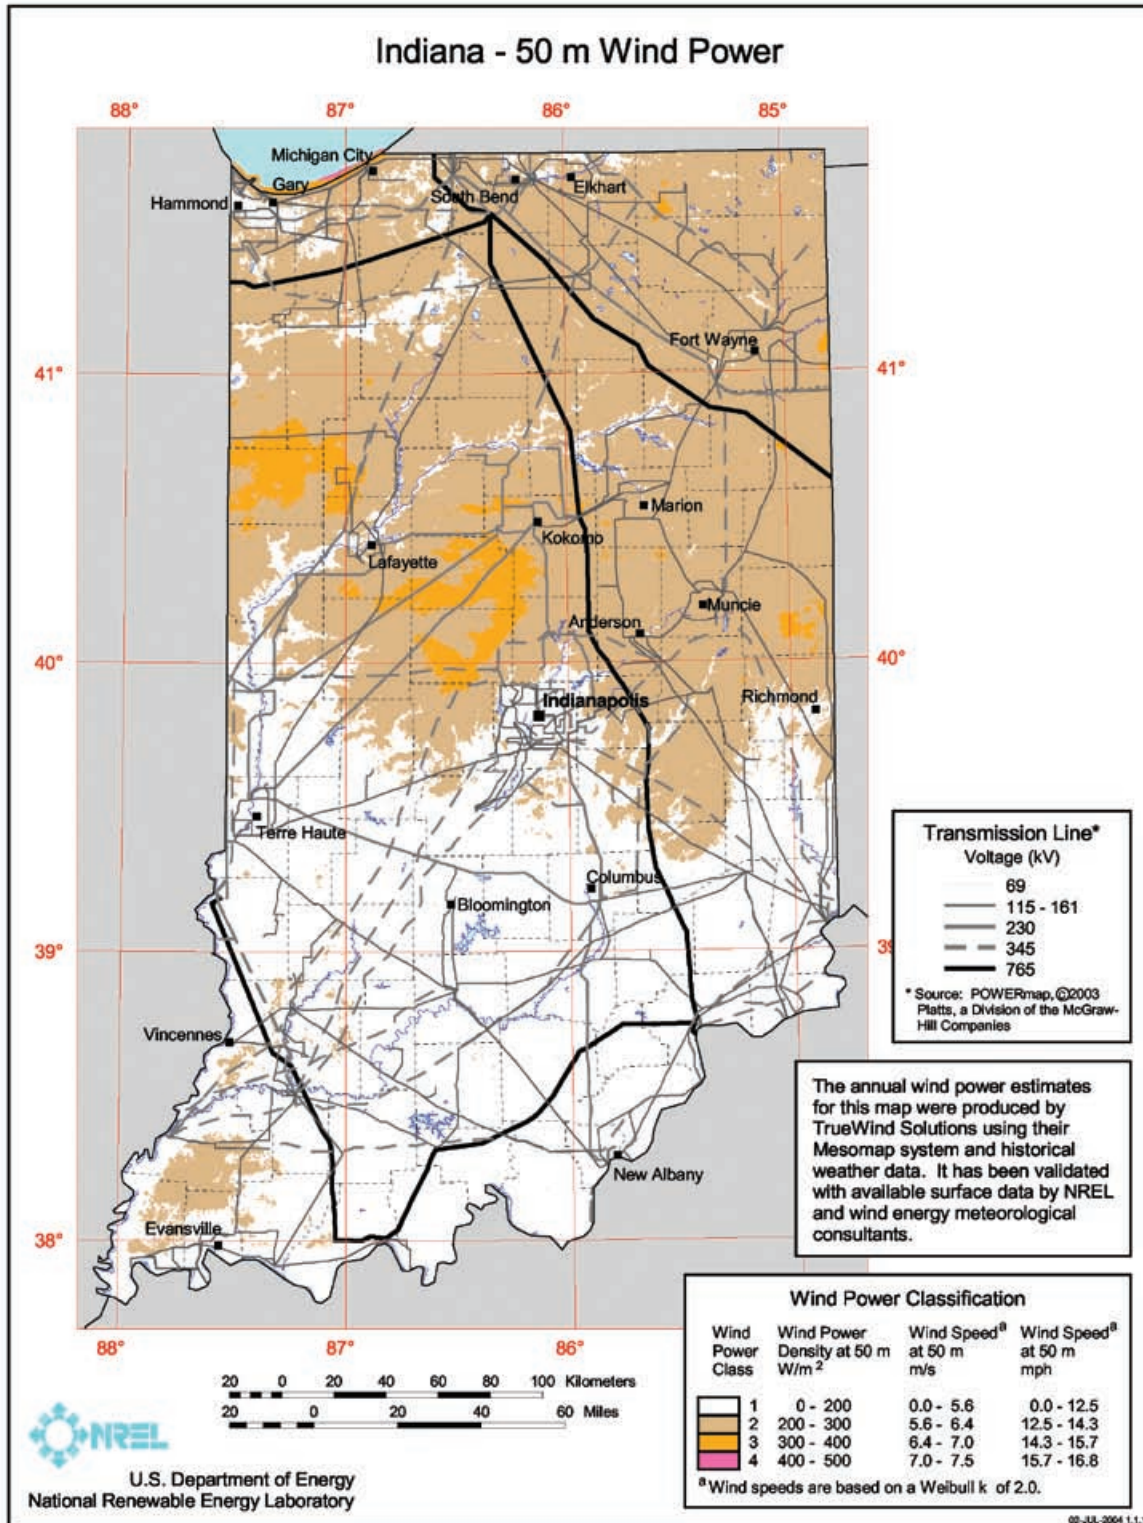 Indiana - 50 m Wind Power
88° 87° 86° 85°
Michigan City
Gary
Hammond
South Bend
Elkhart
Fort Wayne
41° 41°
Marion
Kokomo
Lafayette
Muncie
Anderson
40° 40°
Richmond
Indianapolis
Terre Haute
Columbus
Bloomington
39° 39
Vincennes
New Albany
Evansville
38°
88° 87° 86°
Transmission Line*
Voltage (kV)
69
115 - 161
230
345
765
* Source: POWERmap, ©2003
Platts, a Division of the McGraw-
Hill Companies
The annual wind power estimates
for this map were produced by
TrueWind Solutions using their
Mesomap system and historical
weather data. It has been validated
with available surface data by NREL
and wind energy meteorological
consultants.
Wind Power Classification
Wind Wind Power Wind Speedᵃ Wind Speedᵃ
Power Density at 50 m at 50 m at 50 m
Class W/m² m/s mph
1 0 - 200 0.0 - 5.6 0.0 - 12.5
2 200 - 300 5.6 - 6.4 12.5 - 14.3
3 300 - 400 6.4 - 7.0 14.3 - 15.7
4 400 - 500 7.0 - 7.5 15.7 - 16.8
ᵃ Wind speeds are based on a Weibull k of 2.0.
20 0 20 40 60 80 100 Kilometers
20 0 20 40 60 Miles
NREL
U.S. Department of Energy
National Renewable Energy Laboratory